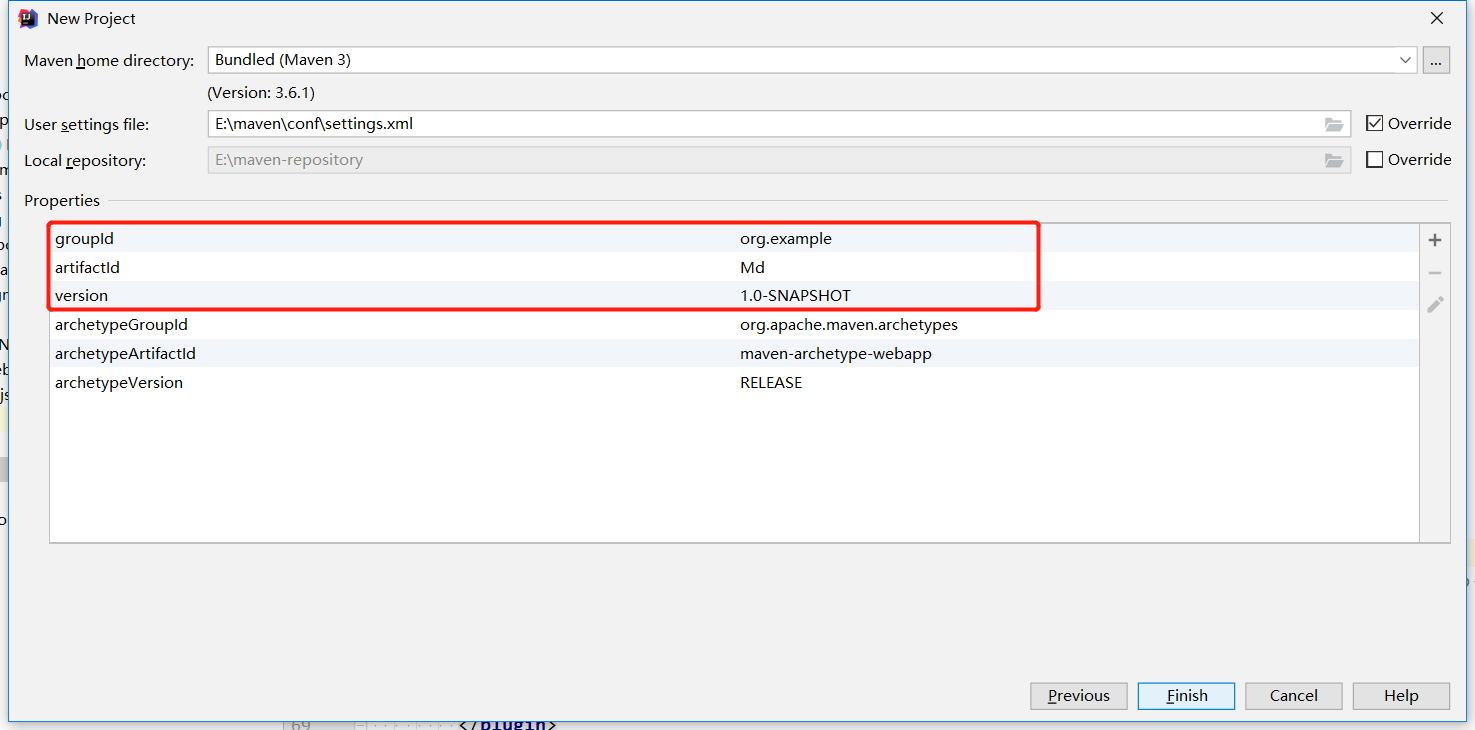 New Project
Maven home directory: Bundled (Maven 3) ...
(Version: 3.6.1)
User settings file: E:\maven\conf\settings.xml Override
Local repository: E:\maven-repository Override
Properties
groupId org.example
artifactId Md
version 1.0-SNAPSHOT
archetypeGroupId org.apache.maven.archetypes
archetypeArtifactId maven-archetype-webapp
archetypeVersion RELEASE
Previous Finish Cancel Help
69 </plugin>